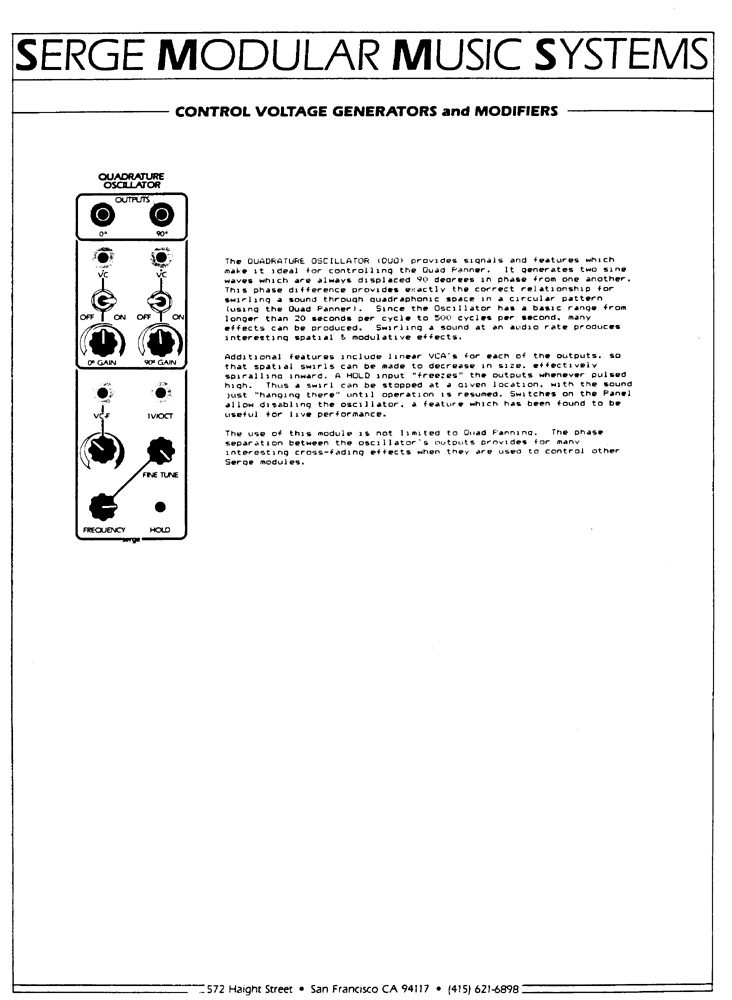 SERGE MODULAR MUSIC SYSTEMS
CONTROL VOLTAGE GENERATORS and MODIFIERS
QUADRATURE
OSCILLATOR
OUTPUTS
0° 90°
VC VC
OFF ON OFF ON
0° GAIN 90° GAIN
VC-F 1V/OCT
FINE TUNE
FREQUENCY HOLD
serge
The QUADRATURE OSCILLATOR (QUO) provides signals and features which
make it ideal for controlling the Quad Panner. It generates two sine
waves which are always displaced 90 degrees in phase from one another.
This phase difference provides exactly the correct relationship for
swirling a sound through quadraphonic space in a circular pattern
(using the Quad Panner). Since the Oscillator has a basic range from
longer than 20 seconds per cycle to 500 cycles per second, many
effects can be produced. Swirling a sound at an audio rate produces
interesting spatial & modulative effects.
Additional features include linear VCA's for each of the outputs, so
that spatial swirls can be made to decrease in size, effectively
spiralling inward. A HOLD input "freezes" the outputs whenever pulsed
high. Thus a swirl can be stopped at a given location, with the sound
just "hanging there" until operation is resumed. Switches on the Panel
allow disabling the oscillator, a feature which has been found to be
useful for live performance.
The use of this module is not limited to Quad Panning. The phase
separation between the oscillator's outputs provides for many
interesting cross-fading effects when they are used to control other
Serge modules.
572 Haight Street • San Francisco CA 94117 • (415) 621-6898